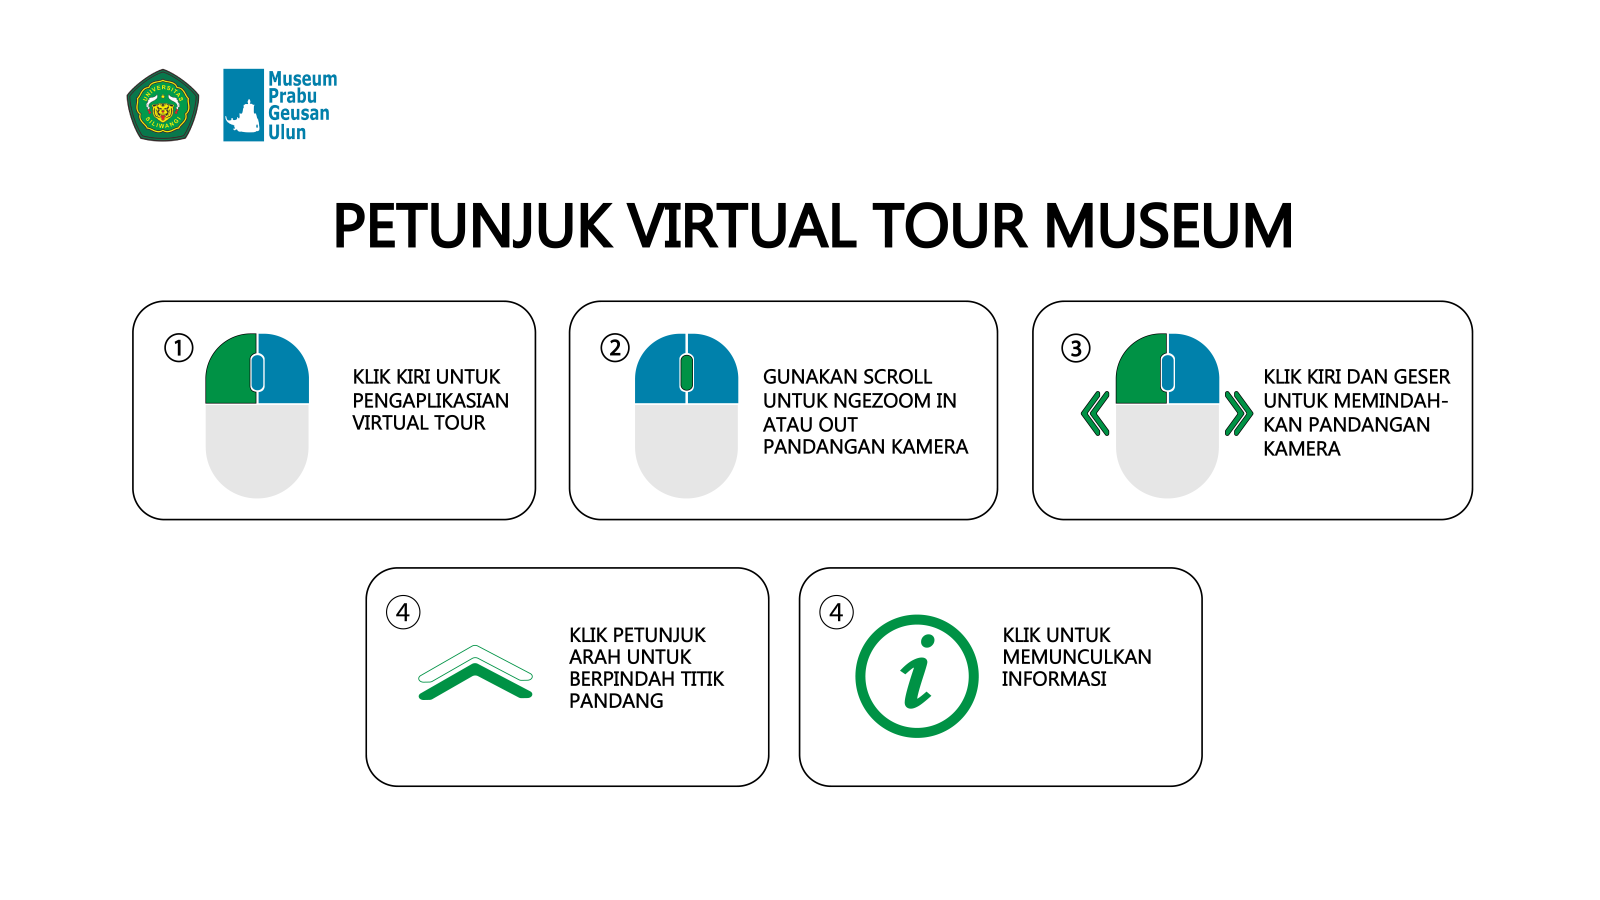 UNIVERSITAS
SILIWANGI
Museum
Prabu
Geusan
Ulun
PETUNJUK VIRTUAL TOUR MUSEUM
1
KLIK KIRI UNTUK
PENGAPLIKASIAN
VIRTUAL TOUR
2
GUNAKAN SCROLL
UNTUK NGEZOOM IN
ATAU OUT
PANDANGAN KAMERA
3
KLIK KIRI DAN GESER
UNTUK MEMINDAH-
KAN PANDANGAN
KAMERA
4
KLIK PETUNJUK
ARAH UNTUK
BERPINDAH TITIK
PANDANG
4
i
KLIK UNTUK
MEMUNCULKAN
INFORMASI